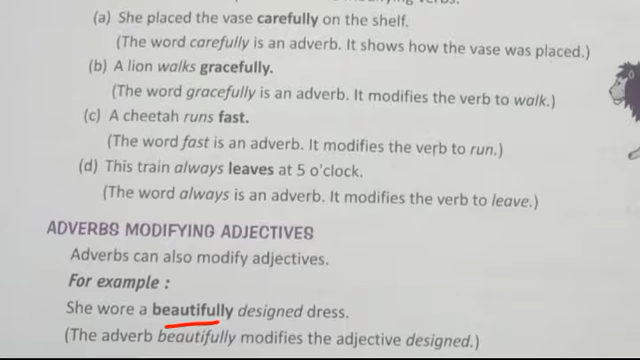 modifying verbs.
(a) She placed the vase carefully on the shelf.
(The word carefully is an adverb. It shows how the vase was placed.)
(b) A lion walks gracefully.
(The word gracefully is an adverb. It modifies the verb to walk.)
(c) A cheetah runs fast.
(The word fast is an adverb. It modifies the verb to run.)
(d) This train always leaves at 5 o'clock.
(The word always is an adverb. It modifies the verb to leave.)
ADVERBS MODIFYING ADJECTIVES
Adverbs can also modify adjectives.
For example :
She wore a beautifully designed dress.
(The adverb beautifully modifies the adjective designed.)